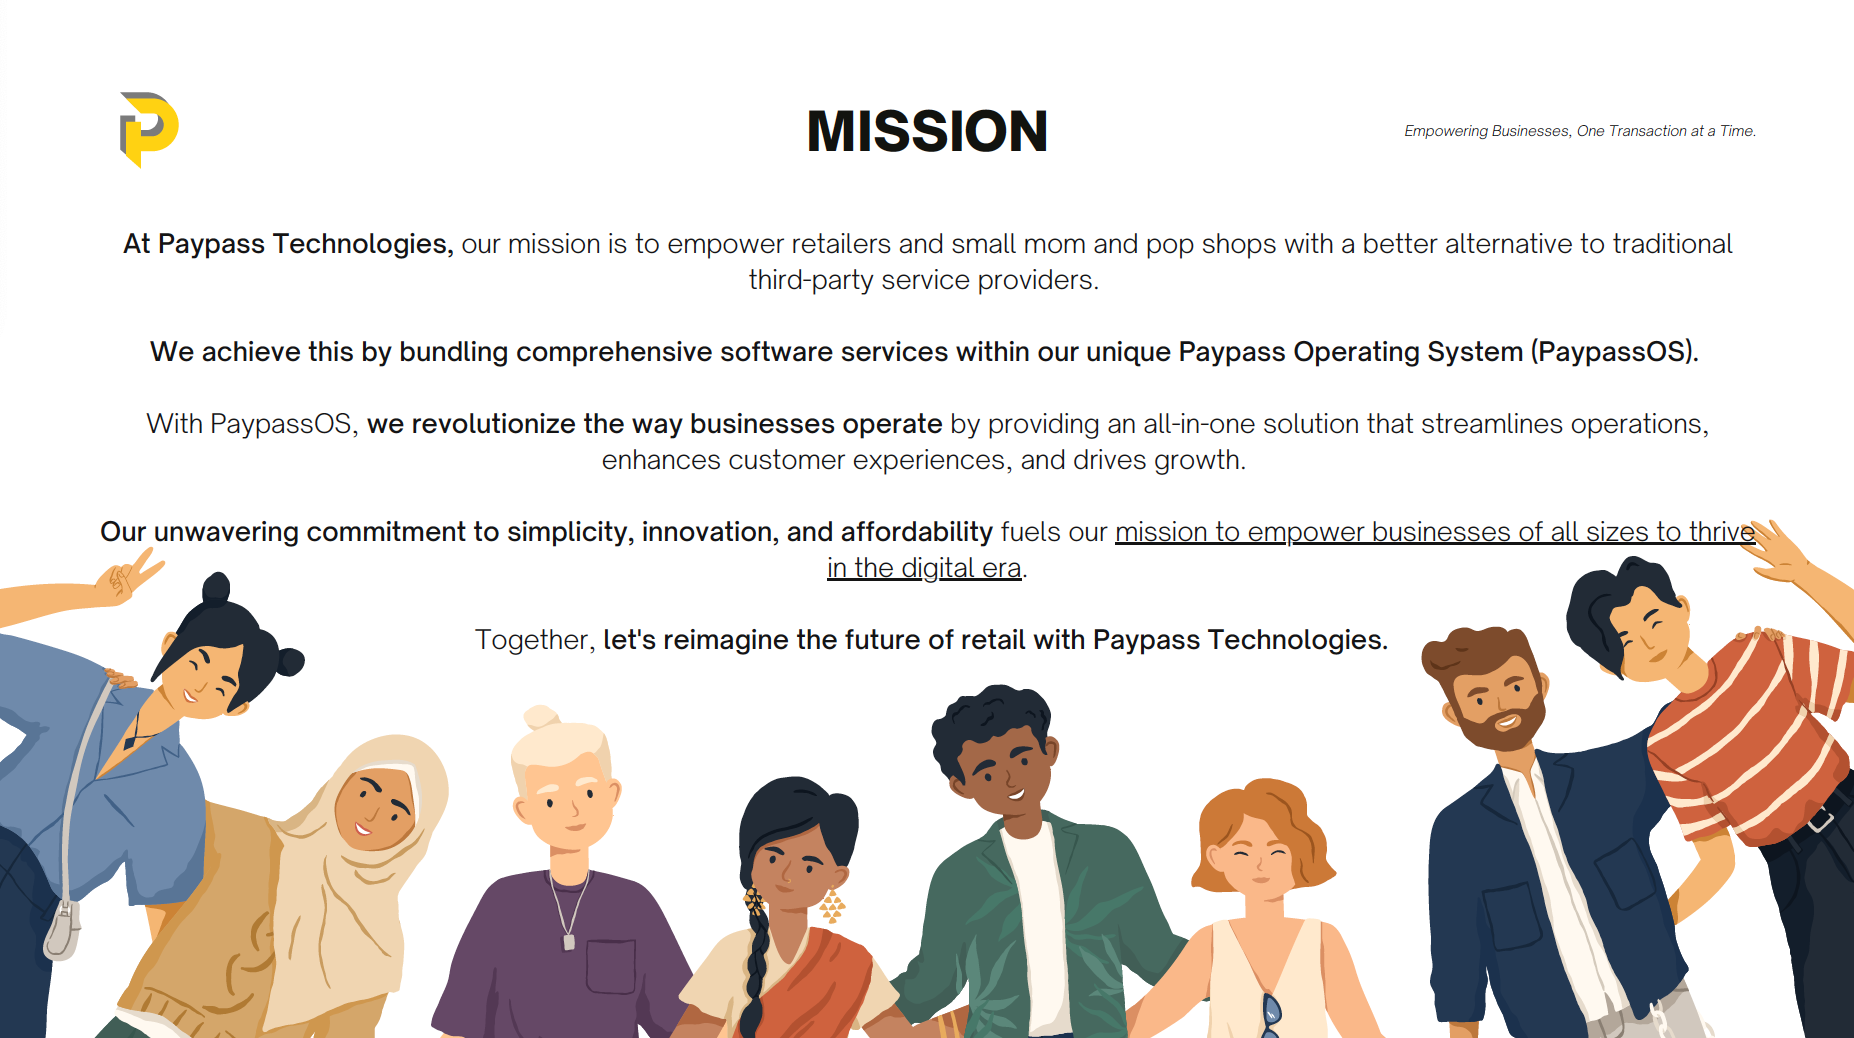 MISSION
Empowering Businesses, One Transaction at a Time.
At Paypass Technologies, our mission is to empower retailers and small mom and pop shops with a better alternative to traditional
third-party service providers.
We achieve this by bundling comprehensive software services within our unique Paypass Operating System (PaypassOS).
With PaypassOS, we revolutionize the way businesses operate by providing an all-in-one solution that streamlines operations,
enhances customer experiences, and drives growth.
Our unwavering commitment to simplicity, innovation, and affordability fuels our mission to empower businesses of all sizes to thrive
in the digital era.
Together, let's reimagine the future of retail with Paypass Technologies.